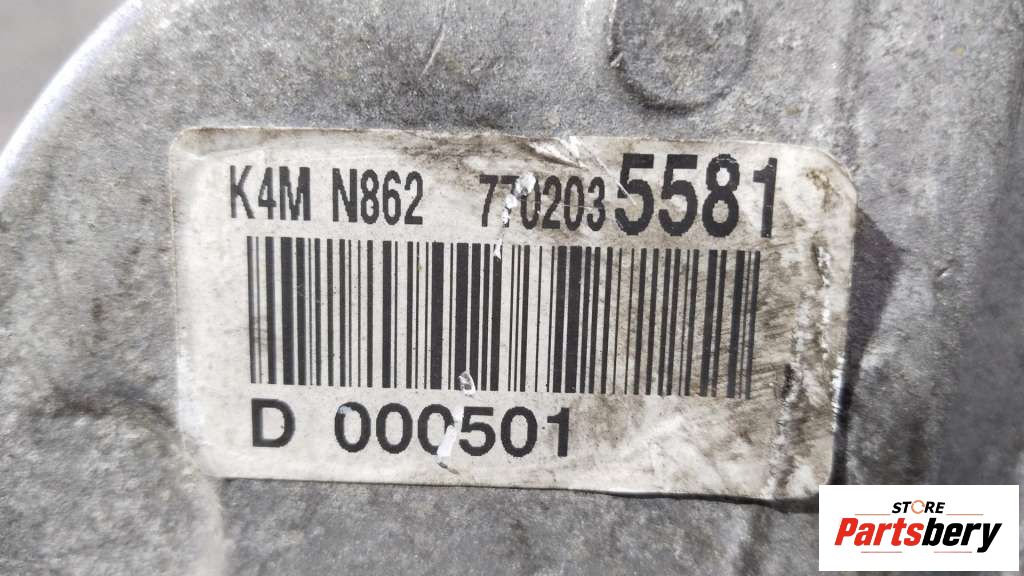 K4M N862 7702035581
D 000501
STORE
Partsbery